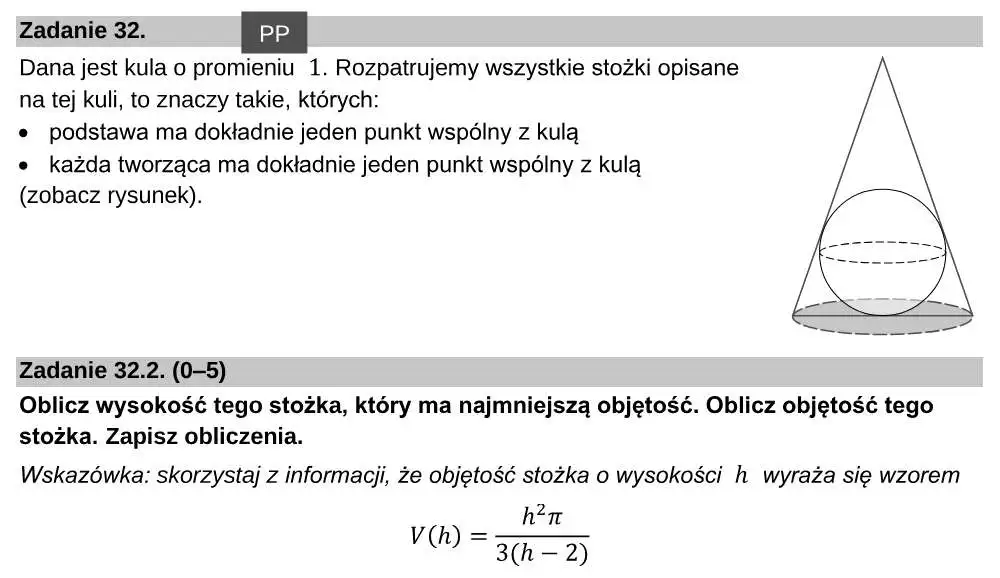 Zadanie 32.
PP
Dana jest kula o promieniu 1. Rozpatrujemy wszystkie stożki opisane
na tej kuli, to znaczy takie, których:
• podstawa ma dokładnie jeden punkt wspólny z kulą
• każda tworząca ma dokładnie jeden punkt wspólny z kulą
(zobacz rysunek).
Zadanie 32.2. (0–5)
Oblicz wysokość tego stożka, który ma najmniejszą objętość. Oblicz objętość tego
stożka. Zapisz obliczenia.
Wskazówka: skorzystaj z informacji, że objętość stożka o wysokości h wyraża się wzorem
V(h) = h²π / 3(h − 2)